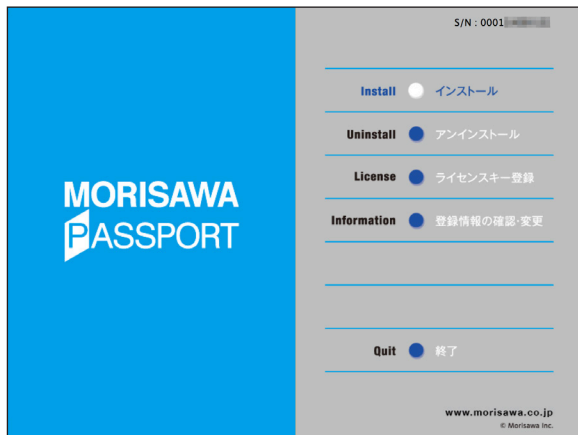 S/N : 0001
Install インストール
Uninstall アンインストール
License ライセンスキー登録
Information 登録情報の確認・変更
MORISAWA
PASSPORT
Quit 終了
www.morisawa.co.jp
© Morisawa Inc.